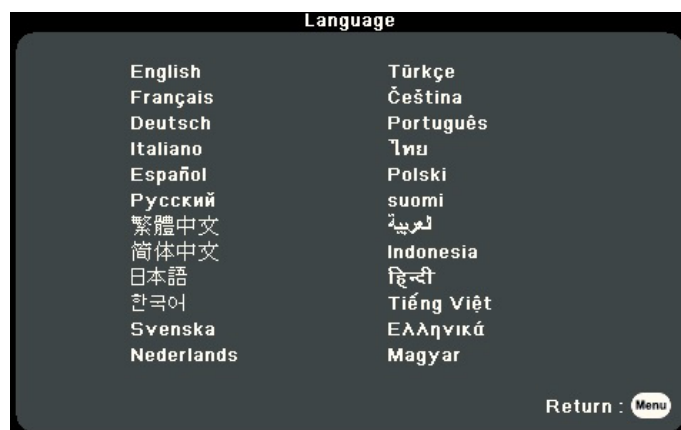 Language
English
Français
Deutsch
Italiano
Español
Русский
繁體中文
简体中文
日本語
한국어
Svenska
Nederlands
Türkçe
Čeština
Português
ไทย
Polski
suomi
العربية
Indonesia
हिन्दी
Tiếng Việt
Ελληνικά
Magyar
Return : Menu